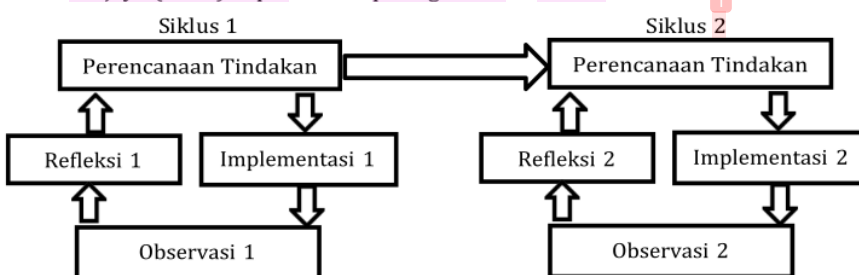 Siklus 1
Siklus 2
Perencanaan Tindakan
Perencanaan Tindakan
Refleksi 1
Implementasi 1
Refleksi 2
Implementasi 2
Observasi 1
Observasi 2